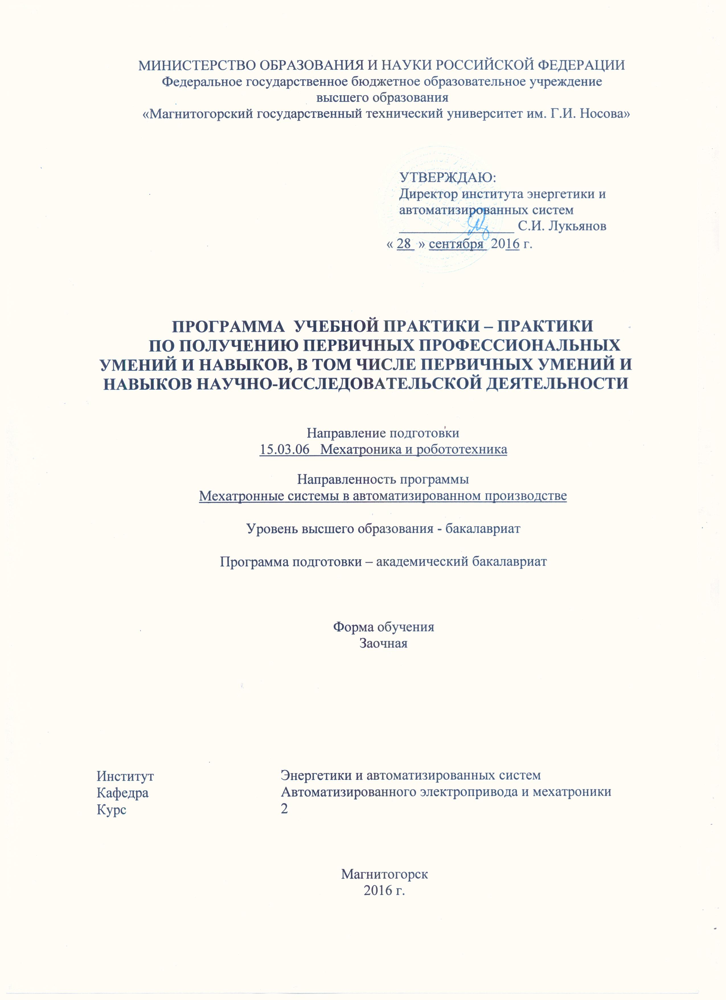 МИНИСТЕРСТВО ОБРАЗОВАНИЯ И НАУКИ РОССИЙСКОЙ ФЕДЕРАЦИИ
Федеральное государственное бюджетное образовательное учреждение
высшего образования
«Магнитогорский государственный технический университет им. Г.И. Носова»
УТВЕРЖДАЮ:
Директор института энергетики и
автоматизированных систем
________________ С.И. Лукьянов
« 28 » сентября 2016 г.
ПРОГРАММА УЧЕБНОЙ ПРАКТИКИ – ПРАКТИКИ
ПО ПОЛУЧЕНИЮ ПЕРВИЧНЫХ ПРОФЕССИОНАЛЬНЫХ
УМЕНИЙ И НАВЫКОВ, В ТОМ ЧИСЛЕ ПЕРВИЧНЫХ УМЕНИЙ И
НАВЫКОВ НАУЧНО-ИССЛЕДОВАТЕЛЬСКОЙ ДЕЯТЕЛЬНОСТИ
Направление подготовки
15.03.06 Мехатроника и робототехника
Направленность программы
Мехатронные системы в автоматизированном производстве
Уровень высшего образования - бакалавриат
Программа подготовки – академический бакалавриат
Форма обучения
Заочная
Институт Энергетики и автоматизированных систем
Кафедра Автоматизированного электропривода и мехатроники
Курс 2
Магнитогорск
2016 г.